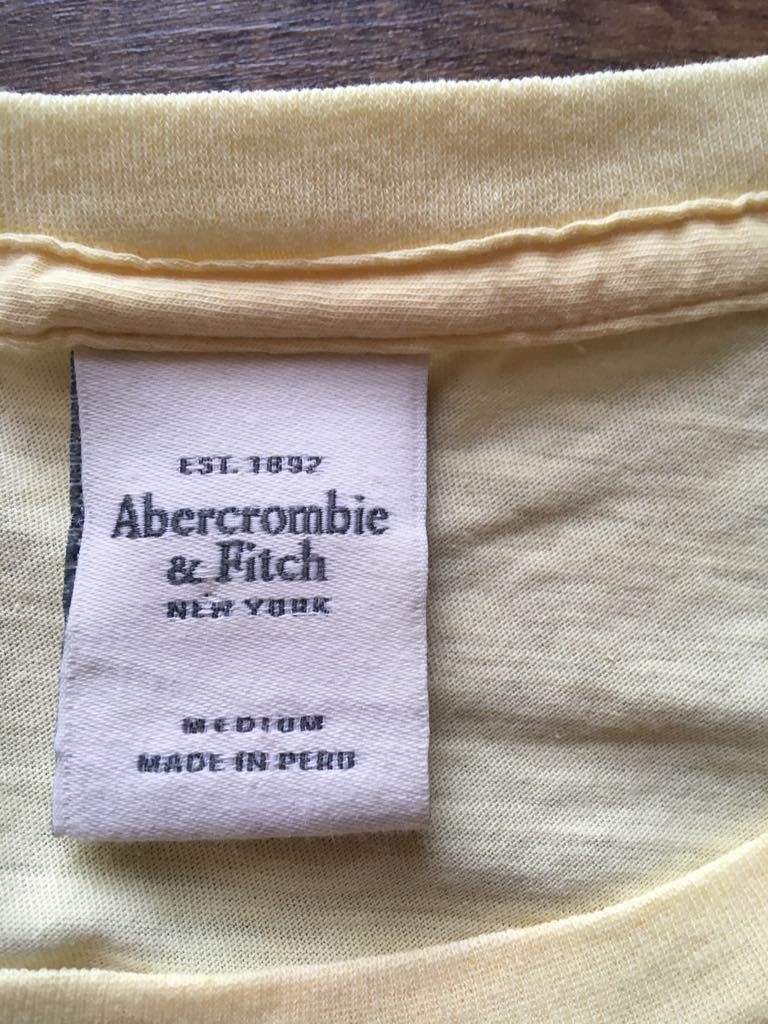 EST. 1892
Abercrombie
& Fitch
NEW YORK
MEDIUM
MADE IN PERU